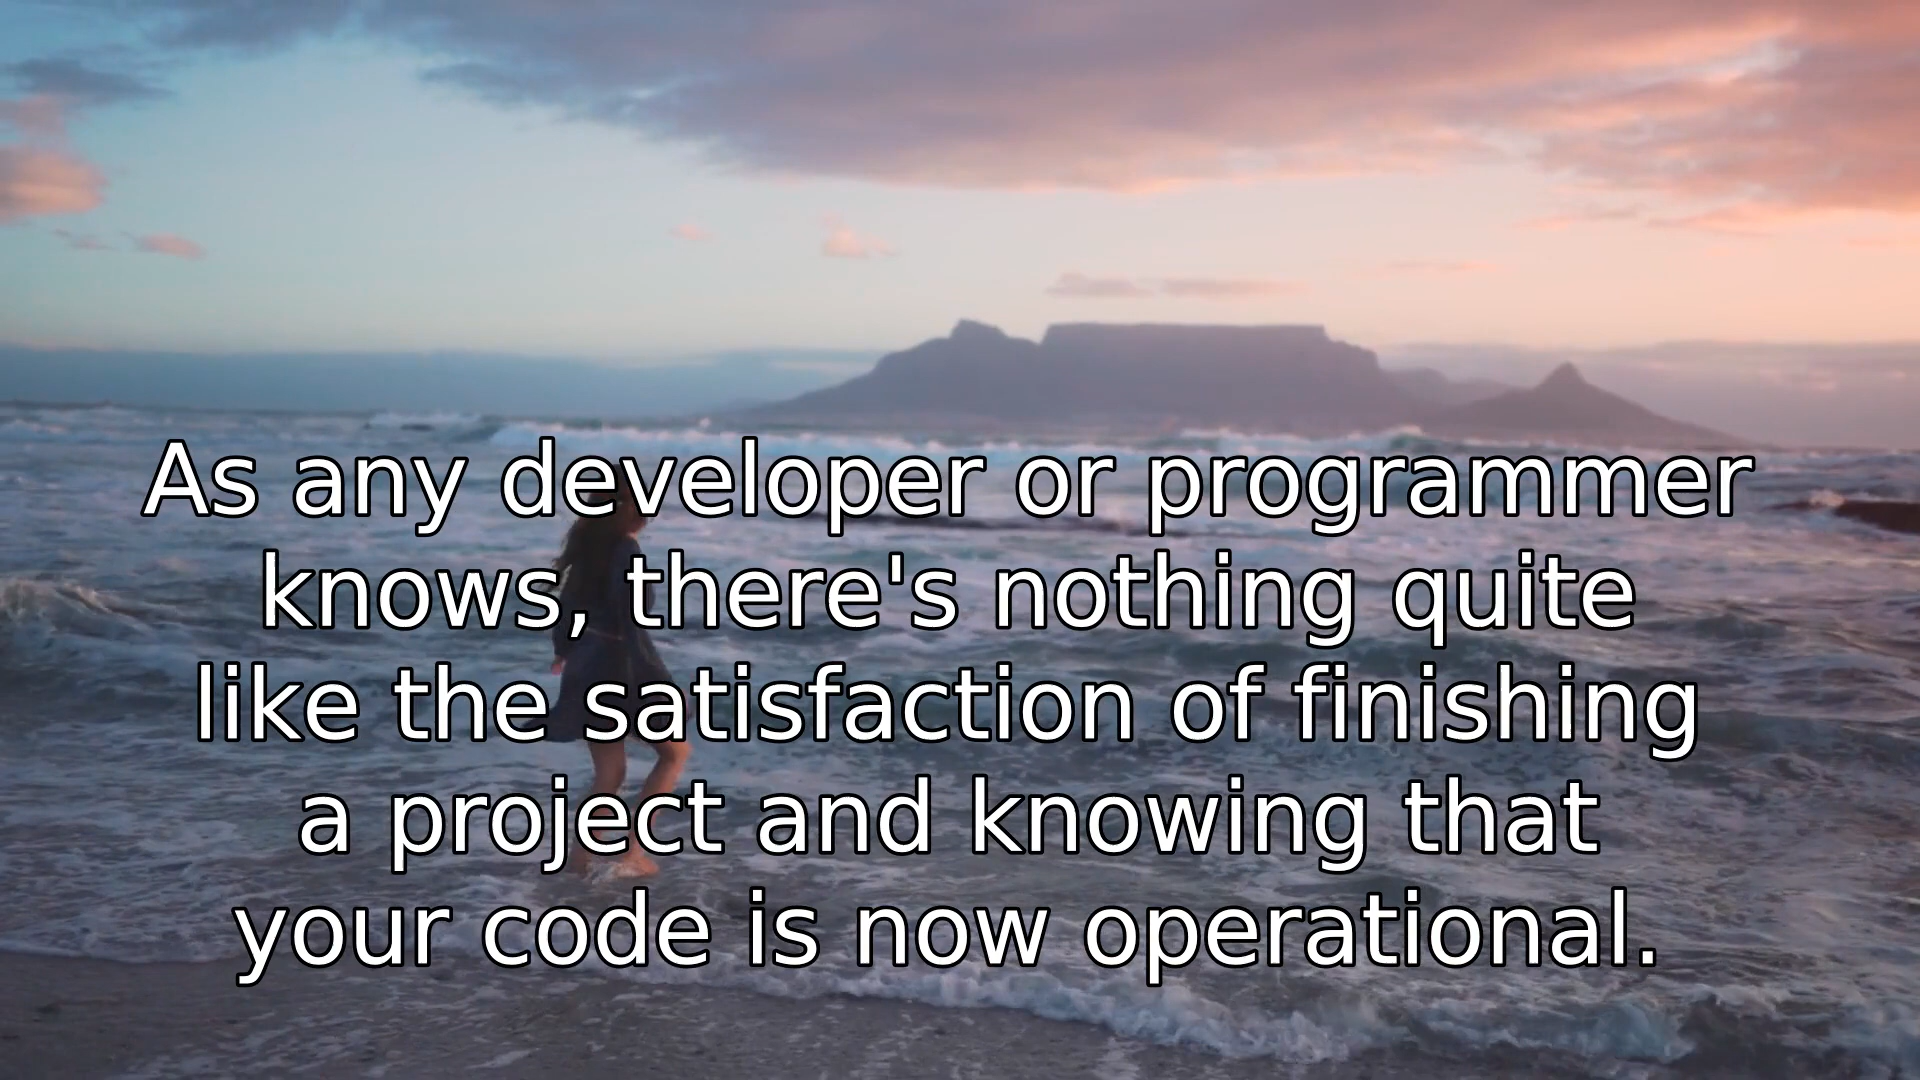 As any developer or programmer
knows, there's nothing quite
like the satisfaction of finishing
a project and knowing that
your code is now operational.